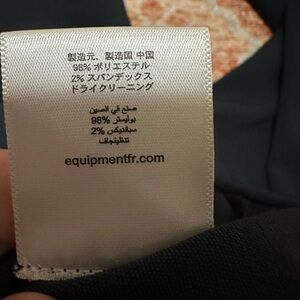 製造元、製造国 中国
98% ポリエステル
2% スパンデックス
ドライクリーニング
صنع في الصين
بوليستر %98
سباندكس %2
تنظيفجاف
equipmentfr.com